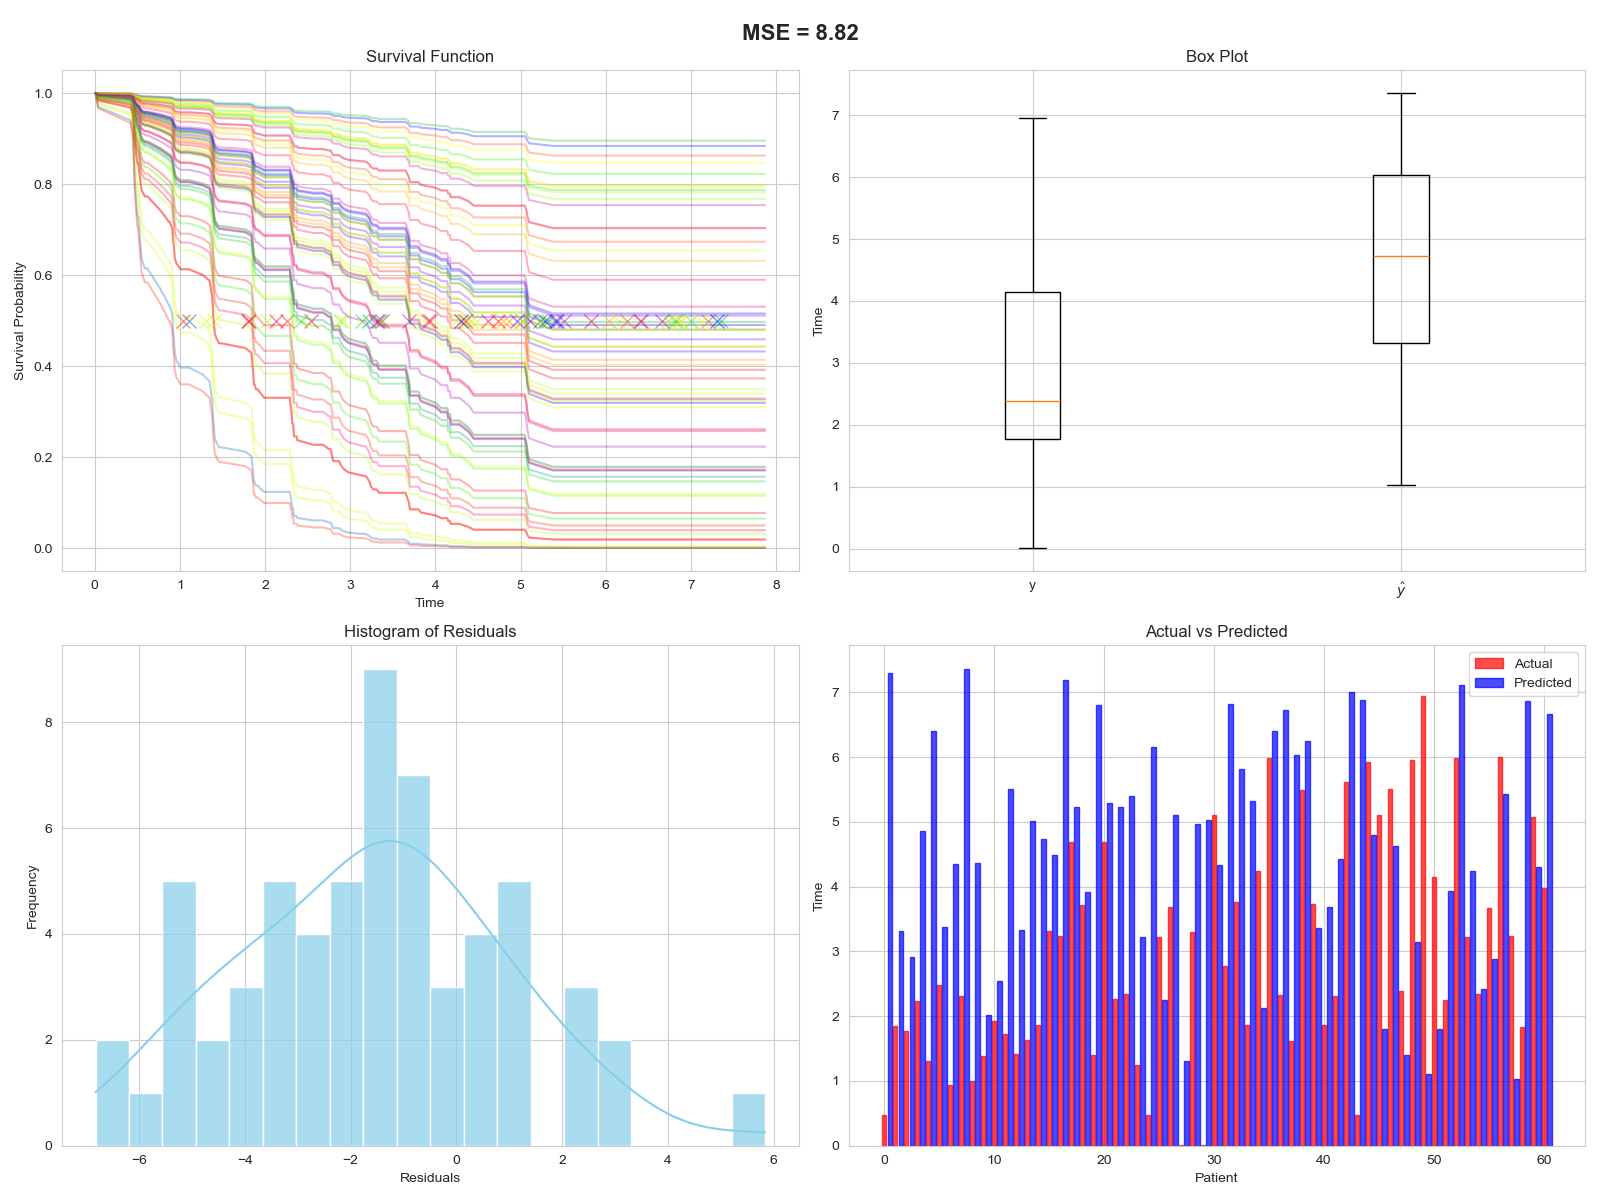 MSE = 8.82
Survival Function
1.0
0.8
0.6
0.4
0.2
0.0
Survival Probability
0 1 2 3 4 5 6 7 8
Time
Box Plot
7
6
5
4
3
2
1
0
Time
y ŷ
Histogram of Residuals
8
6
4
2
0
Frequency
−6 −4 −2 0 2 4 6
Residuals
Actual vs Predicted
Actual
Predicted
7
6
5
4
3
2
1
0
Time
0 10 20 30 40 50 60
Patient